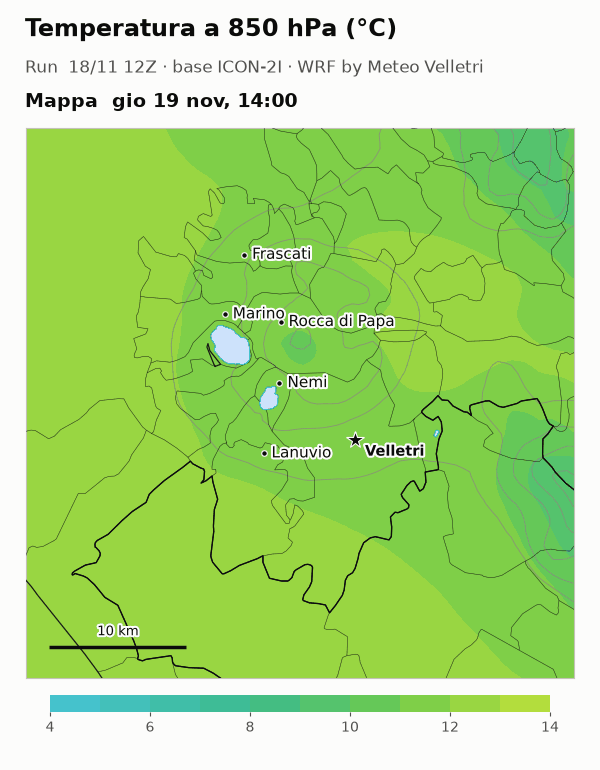 Temperatura a 850 hPa (°C)
Run  18/11 12Z · base ICON-2I · WRF by Meteo Velletri
Mappa  gio 19 nov, 14:00
Frascati
Marino
Rocca di Papa
Nemi
Velletri
Lanuvio
10 km
4 6 8 10 12 14